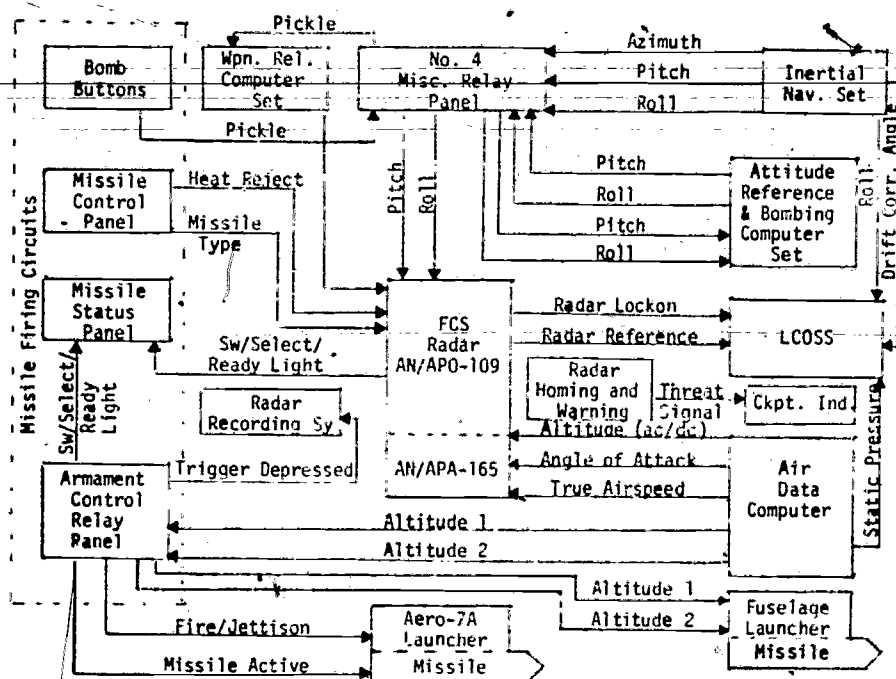 Pickle
Azimuth
Bomb
Buttons
Wpn. Rel.
Computer
Set
No. 4
Misc. Relay
Panel
Pitch
Roll
Inertial
Nav. Set
Pickle
Missile
Control
Panel
Heat Reject
Missile
Type
Pitch
Roll
Pitch
Roll
Pitch
Roll
Attitude
Reference
& Bombing
Computer
Set
Roll
Drift Corr. Angle
Missile Firing Circuits
Missile
Status
Panel
Sw/Select/
Ready Light
FCS
Radar
AN/APO-109
Radar Lockon
Radar Reference
LCOSS
Sw/Select/
Ready
Light
Radar
Recording Sy.
Radar
Homing and
Warning
Threat
Signal
Ckpt. Ind.
Static Pressure
Trigger Depressed
AN/APA-165
Altitude (ac/dc)
Angle of Attack
True Airspeed
Air
Data
Computer
Armament
Control
Relay
Panel
Altitude 1
Altitude 2
Altitude 1
Altitude 2
Fire/Jettison
Missile Active
Aero-7A
Launcher
Missile
Fuselage
Launcher
Missile